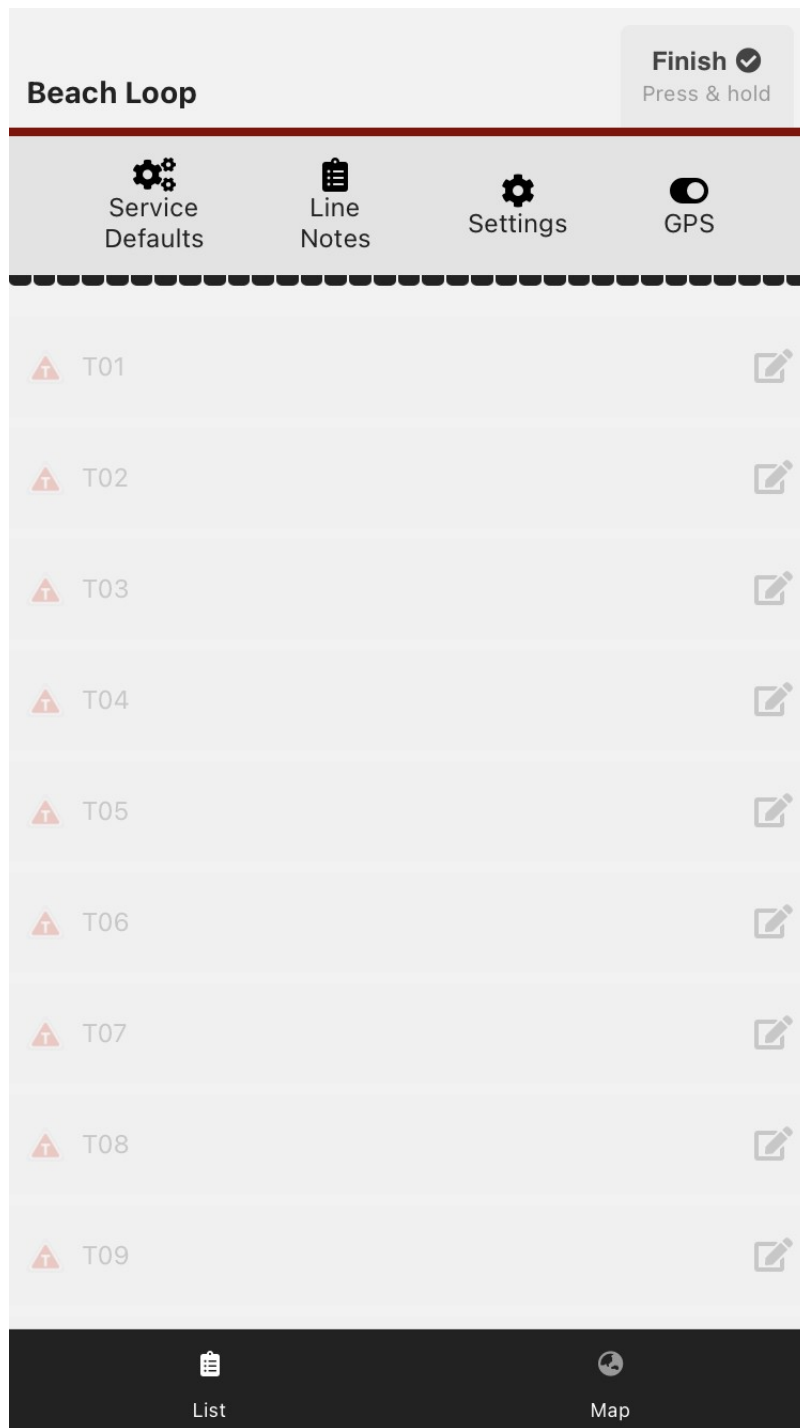 Beach Loop
Finish
Press & hold
Service
Defaults
Line
Notes
Settings
GPS
T T01
T T02
T T03
T T04
T T05
T T06
T T07
T T08
T T09
List
Map